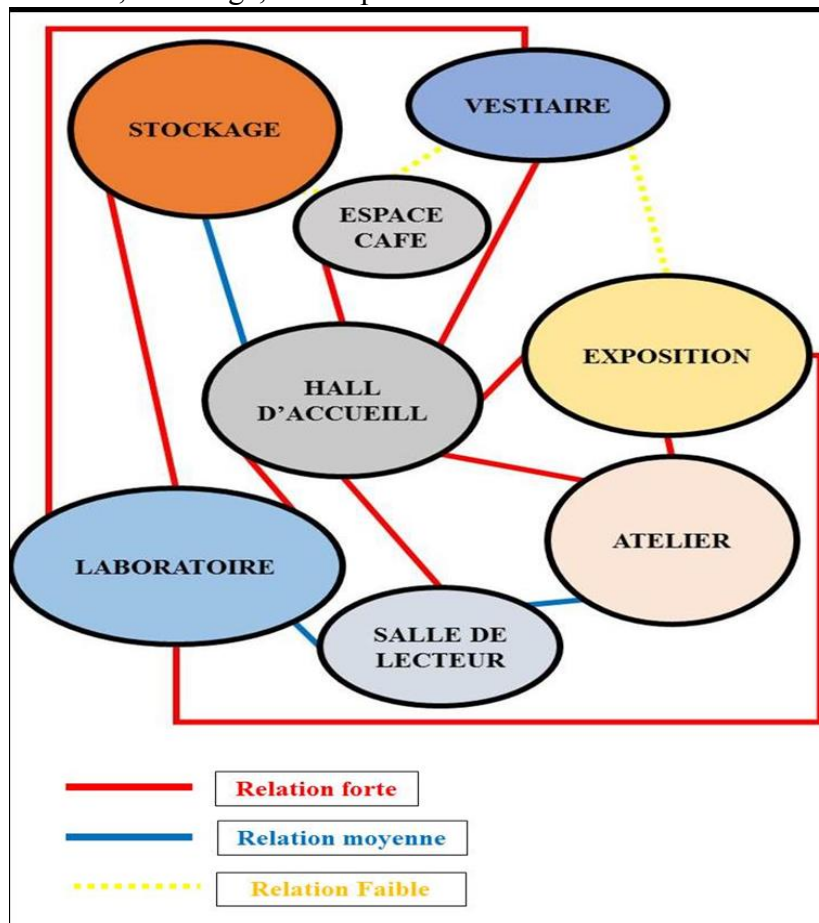 STOCKAGE
VESTIAIRE
ESPACE
CAFE
EXPOSITION
HALL
D'ACCUEILL
ATELIER
LABORATOIRE
SALLE DE
LECTEUR
Relation forte
Relation moyenne
Relation Faible